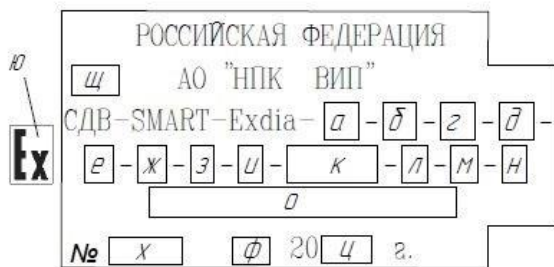 РОССИЙСКАЯ ФЕДЕРАЦИЯ
ю
щ АО "НПК ВИП"
СДВ-SMART-Exdia- а - б - г - д -
Ex е - ж - з - и - к - л - м - н
о
№ х ф 20 ц г.